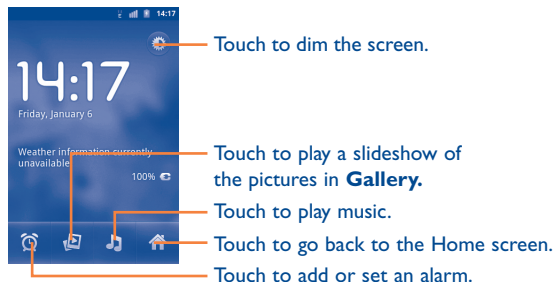 14:17
Touch to dim the screen.
14:17
Friday, January 6
Weather information currently
unavailable
100%
Touch to play a slideshow of
the pictures in Gallery.
Touch to play music.
Touch to go back to the Home screen.
Touch to add or set an alarm.